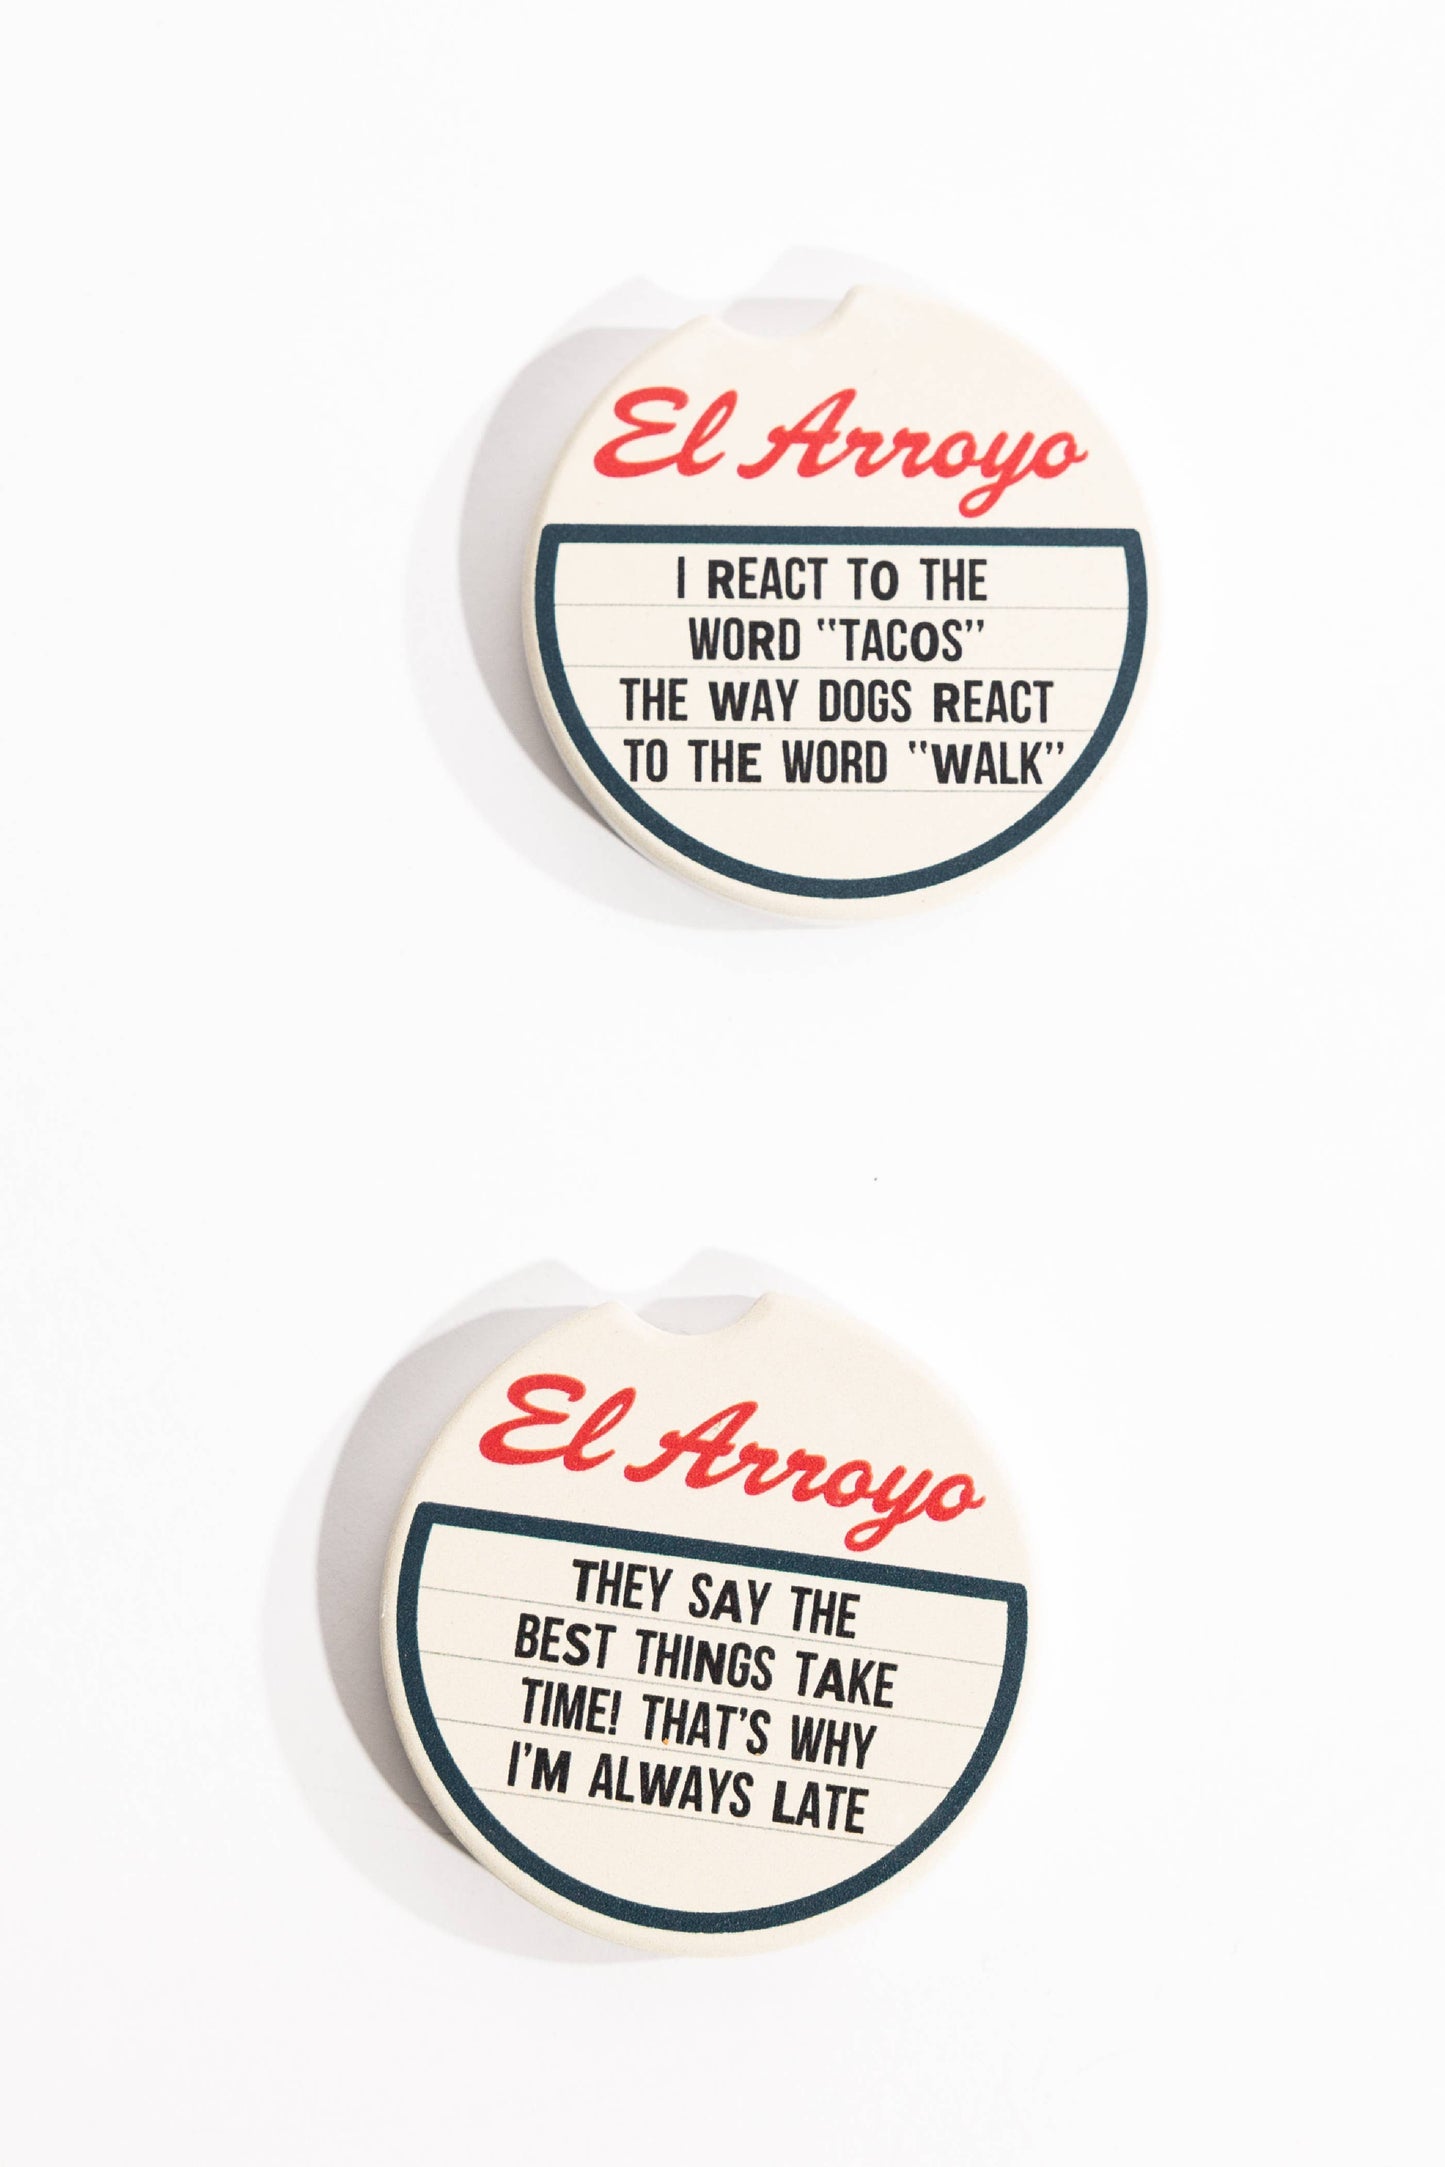 El Arroyo
I REACT TO THE
WORD "TACOS"
THE WAY DOGS REACT
TO THE WORD "WALK"
El Arroyo
THEY SAY THE
BEST THINGS TAKE
TIME! THAT'S WHY
I'M ALWAYS LATE